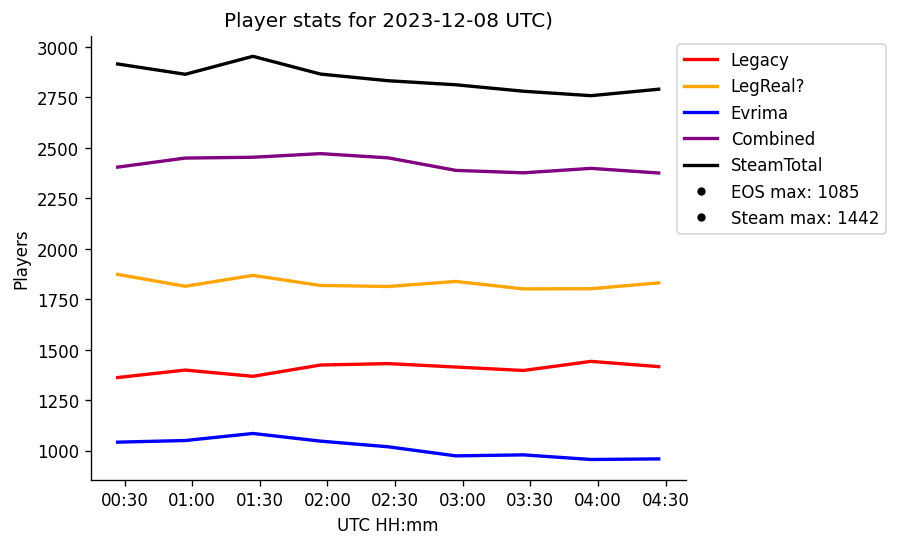 Player stats for 2023-12-08 UTC)
3000
2750
2500
2250
2000
1750
1500
1250
1000
Players
00:30 01:00 01:30 02:00 02:30 03:00 03:30 04:00 04:30
UTC HH:mm
Legacy
LegReal?
Evrima
Combined
SteamTotal
EOS max: 1085
Steam max: 1442